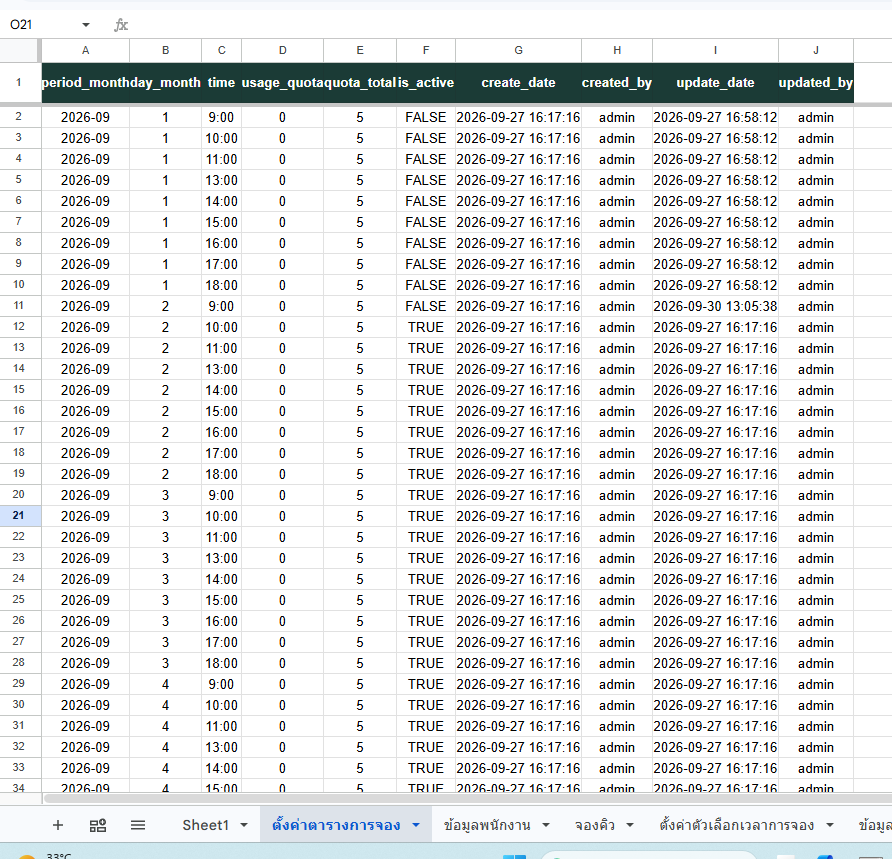 O21
fx
A B C D E F G H I J
1 period_month day_month time usage_quota quota_total is_active create_date created_by update_date updated_by
2 2026-09 1 9:00 0 5 FALSE 2026-09-27 16:17:16 admin 2026-09-27 16:58:12 admin
3 2026-09 1 10:00 0 5 FALSE 2026-09-27 16:17:16 admin 2026-09-27 16:58:12 admin
4 2026-09 1 11:00 0 5 FALSE 2026-09-27 16:17:16 admin 2026-09-27 16:58:12 admin
5 2026-09 1 13:00 0 5 FALSE 2026-09-27 16:17:16 admin 2026-09-27 16:58:12 admin
6 2026-09 1 14:00 0 5 FALSE 2026-09-27 16:17:16 admin 2026-09-27 16:58:12 admin
7 2026-09 1 15:00 0 5 FALSE 2026-09-27 16:17:16 admin 2026-09-27 16:58:12 admin
8 2026-09 1 16:00 0 5 FALSE 2026-09-27 16:17:16 admin 2026-09-27 16:58:12 admin
9 2026-09 1 17:00 0 5 FALSE 2026-09-27 16:17:16 admin 2026-09-27 16:58:12 admin
10 2026-09 1 18:00 0 5 FALSE 2026-09-27 16:17:16 admin 2026-09-27 16:58:12 admin
11 2026-09 2 9:00 0 5 FALSE 2026-09-27 16:17:16 admin 2026-09-30 13:05:38 admin
12 2026-09 2 10:00 0 5 TRUE 2026-09-27 16:17:16 admin 2026-09-27 16:17:16 admin
13 2026-09 2 11:00 0 5 TRUE 2026-09-27 16:17:16 admin 2026-09-27 16:17:16 admin
14 2026-09 2 13:00 0 5 TRUE 2026-09-27 16:17:16 admin 2026-09-27 16:17:16 admin
15 2026-09 2 14:00 0 5 TRUE 2026-09-27 16:17:16 admin 2026-09-27 16:17:16 admin
16 2026-09 2 15:00 0 5 TRUE 2026-09-27 16:17:16 admin 2026-09-27 16:17:16 admin
17 2026-09 2 16:00 0 5 TRUE 2026-09-27 16:17:16 admin 2026-09-27 16:17:16 admin
18 2026-09 2 17:00 0 5 TRUE 2026-09-27 16:17:16 admin 2026-09-27 16:17:16 admin
19 2026-09 2 18:00 0 5 TRUE 2026-09-27 16:17:16 admin 2026-09-27 16:17:16 admin
20 2026-09 3 9:00 0 5 TRUE 2026-09-27 16:17:16 admin 2026-09-27 16:17:16 admin
21 2026-09 3 10:00 0 5 TRUE 2026-09-27 16:17:16 admin 2026-09-27 16:17:16 admin
22 2026-09 3 11:00 0 5 TRUE 2026-09-27 16:17:16 admin 2026-09-27 16:17:16 admin
23 2026-09 3 13:00 0 5 TRUE 2026-09-27 16:17:16 admin 2026-09-27 16:17:16 admin
24 2026-09 3 14:00 0 5 TRUE 2026-09-27 16:17:16 admin 2026-09-27 16:17:16 admin
25 2026-09 3 15:00 0 5 TRUE 2026-09-27 16:17:16 admin 2026-09-27 16:17:16 admin
26 2026-09 3 16:00 0 5 TRUE 2026-09-27 16:17:16 admin 2026-09-27 16:17:16 admin
27 2026-09 3 17:00 0 5 TRUE 2026-09-27 16:17:16 admin 2026-09-27 16:17:16 admin
28 2026-09 3 18:00 0 5 TRUE 2026-09-27 16:17:16 admin 2026-09-27 16:17:16 admin
29 2026-09 4 9:00 0 5 TRUE 2026-09-27 16:17:16 admin 2026-09-27 16:17:16 admin
30 2026-09 4 10:00 0 5 TRUE 2026-09-27 16:17:16 admin 2026-09-27 16:17:16 admin
31 2026-09 4 11:00 0 5 TRUE 2026-09-27 16:17:16 admin 2026-09-27 16:17:16 admin
32 2026-09 4 13:00 0 5 TRUE 2026-09-27 16:17:16 admin 2026-09-27 16:17:16 admin
33 2026-09 4 14:00 0 5 TRUE 2026-09-27 16:17:16 admin 2026-09-27 16:17:16 admin
34 2026-09 4 15:00 0 5 TRUE 2026-09-27 16:17:16 admin 2026-09-27 16:17:16 admin
Sheet1 ตั้งค่าตารางการจอง ข้อมูลพนักงาน จองคิว ตั้งค่าตัวเลือกเวลาการจอง
33°C